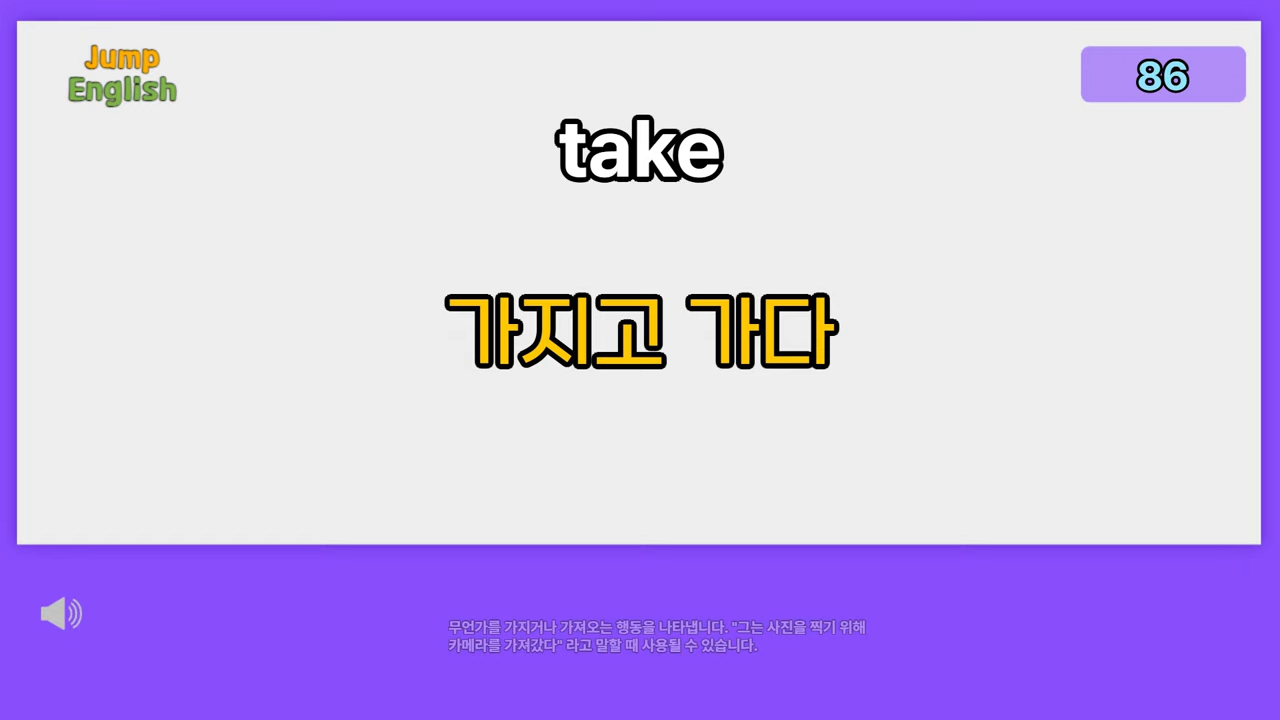 Jump
English
86
take
가지고 가다
무언가를 가지거나 가져오는 행동을 나타냅니다. "그는 사진을 찍기 위해
카메라를 가져갔다" 라고 말할 때 사용될 수 있습니다.